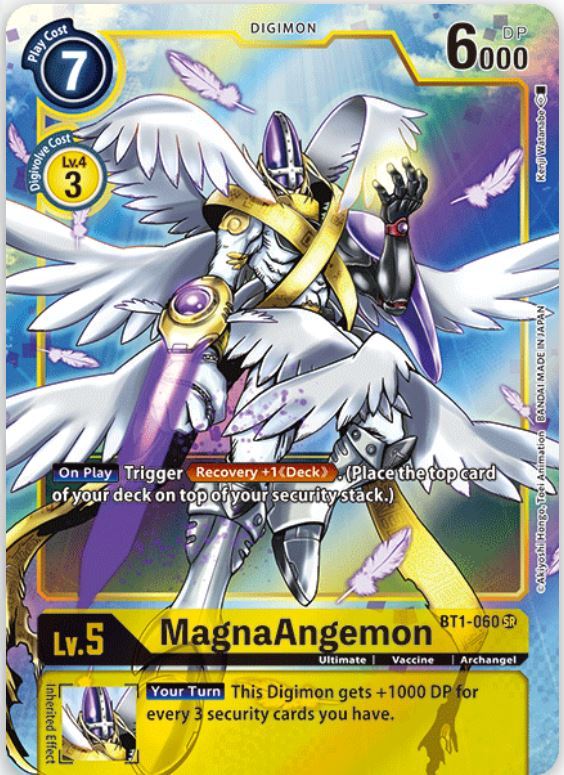 DIGIMON
Play Cost
7
DP
6000
Digivolve Cost
Lv.4
3
Kenji Watanabe
©Akiyoshi Hongo, Toei Animation BANDAI MADE IN JAPAN
On Play Trigger Recovery +1《Deck》. (Place the top card
of your deck on top of your security stack.)
BT1-060 SR
Lv.5
MagnaAngemon
Ultimate | Vaccine | Archangel
Inherited Effect
Your Turn This Digimon gets +1000 DP for
every 3 security cards you have.